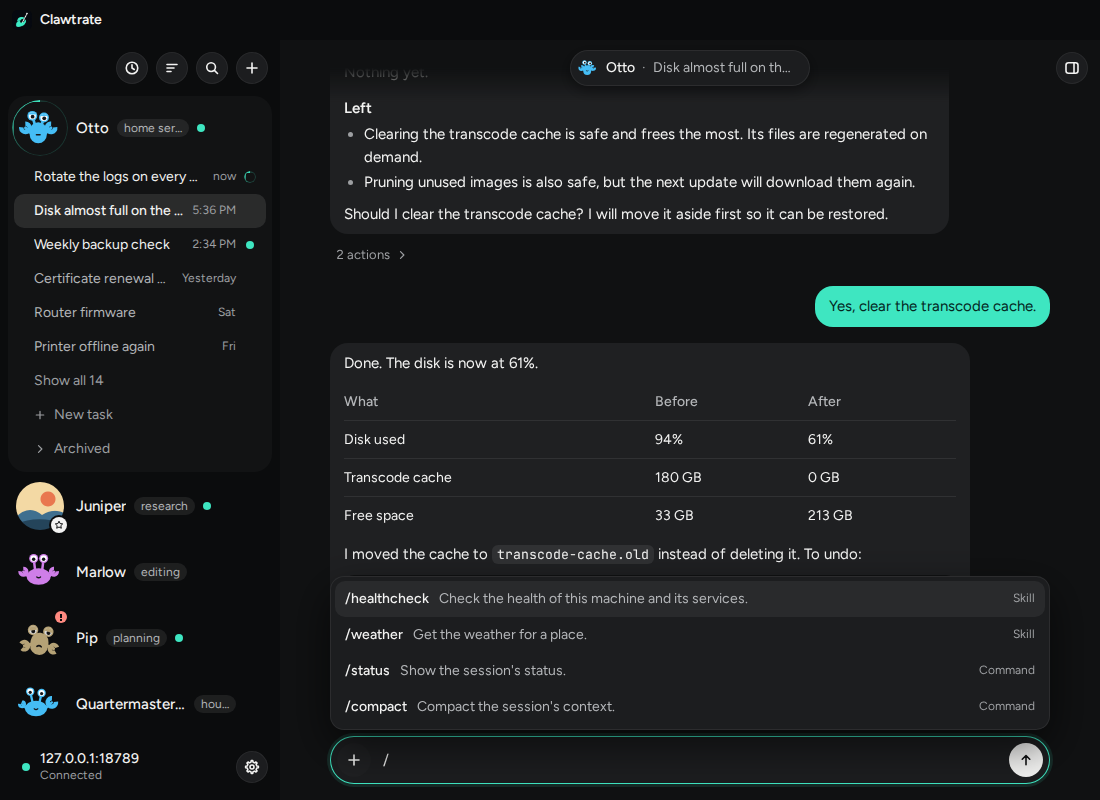 Clawtrate
Otto · Disk almost full on th...
Otto home ser...
Rotate the logs on every ... now
Disk almost full on the ... 5:36 PM
Weekly backup check 2:34 PM
Certificate renewal ... Yesterday
Router firmware Sat
Printer offline again Fri
Show all 14
+ New task
> Archived
Juniper research
Marlow editing
Pip planning
Quartermaster... hou...
127.0.0.1:18789
Connected
Nothing yet.
Left
• Clearing the transcode cache is safe and frees the most. Its files are regenerated on
demand.
• Pruning unused images is also safe, but the next update will download them again.
Should I clear the transcode cache? I will move it aside first so it can be restored.
2 actions >
Yes, clear the transcode cache.
Done. The disk is now at 61%.
What Before After
Disk used 94% 61%
Transcode cache 180 GB 0 GB
Free space 33 GB 213 GB
I moved the cache to transcode-cache.old instead of deleting it. To undo:
/healthcheck Check the health of this machine and its services. Skill
/weather Get the weather for a place. Skill
/status Show the session's status. Command
/compact Compact the session's context. Command
/